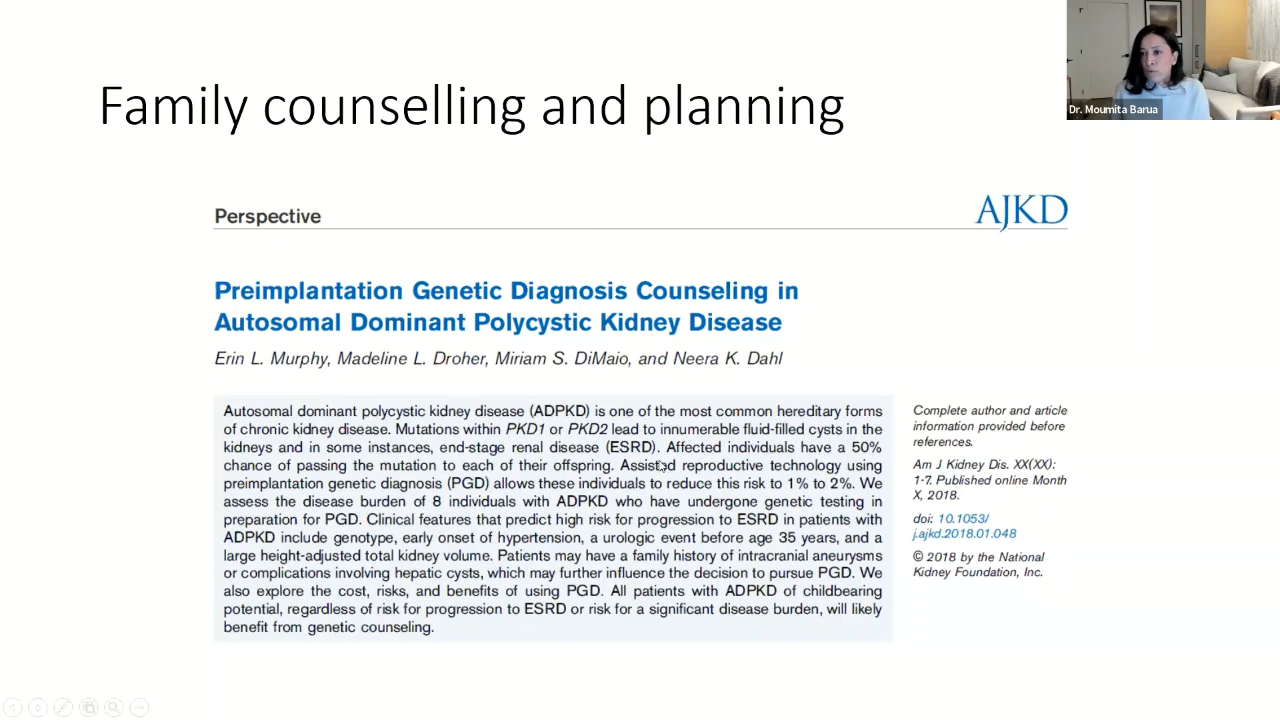 Family counselling and planning
Dr. Moumita Barua
Perspective
AJKD
Preimplantation Genetic Diagnosis Counseling in
Autosomal Dominant Polycystic Kidney Disease
Erin L. Murphy, Madeline L. Droher, Miriam S. DiMaio, and Neera K. Dahl
Autosomal dominant polycystic kidney disease (ADPKD) is one of the most common hereditary forms
of chronic kidney disease. Mutations within PKD1 or PKD2 lead to innumerable fluid-filled cysts in the
kidneys and in some instances, end-stage renal disease (ESRD). Affected individuals have a 50%
chance of passing the mutation to each of their offspring. Assisted reproductive technology using
preimplantation genetic diagnosis (PGD) allows these individuals to reduce this risk to 1% to 2%. We
assess the disease burden of 8 individuals with ADPKD who have undergone genetic testing in
preparation for PGD. Clinical features that predict high risk for progression to ESRD in patients with
ADPKD include genotype, early onset of hypertension, a urologic event before age 35 years, and a
large height-adjusted total kidney volume. Patients may have a family history of intracranial aneurysms
or complications involving hepatic cysts, which may further influence the decision to pursue PGD. We
also explore the cost, risks, and benefits of using PGD. All patients with ADPKD of childbearing
potential, regardless of risk for progression to ESRD or risk for a significant disease burden, will likely
benefit from genetic counseling.
Complete author and article
information provided before
references.
Am J Kidney Dis. XX(XX):
1-7. Published online Month
X, 2018.
doi: 10.1053/
j.ajkd.2018.01.048
© 2018 by the National
Kidney Foundation, Inc.